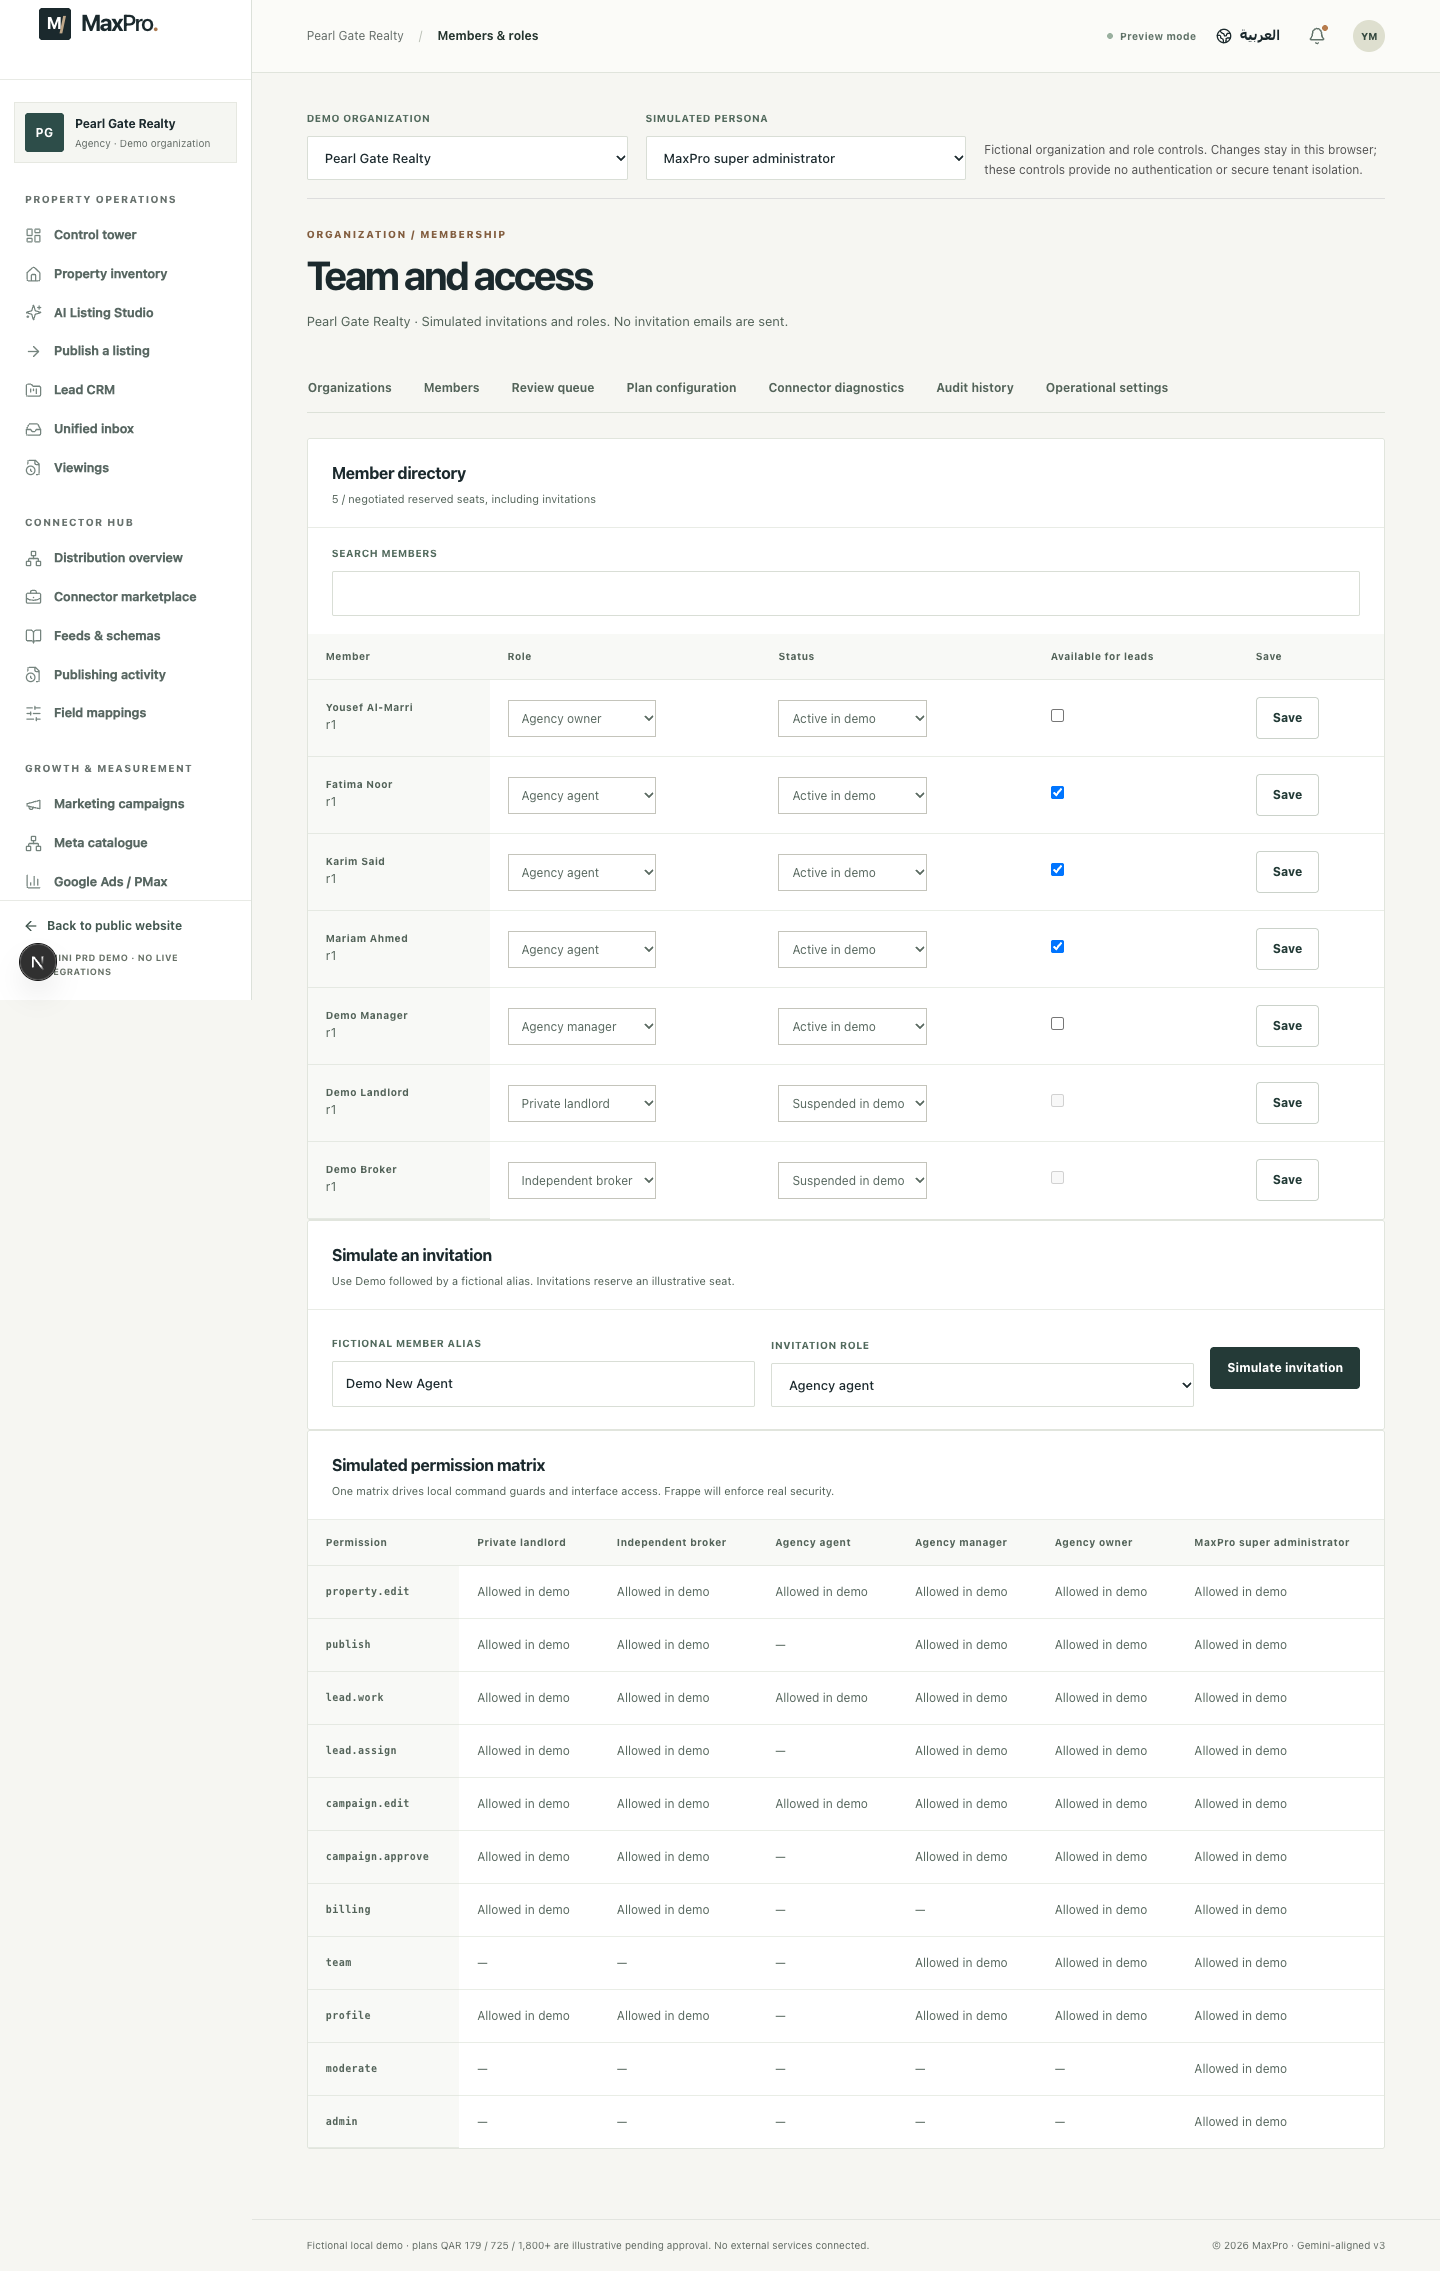 M/ MaxPro.
Pearl Gate Realty / Members & roles
Preview mode
العربية
YM
PG
Pearl Gate Realty
Agency · Demo organization
PROPERTY OPERATIONS
Control tower
Property inventory
AI Listing Studio
Publish a listing
Lead CRM
Unified inbox
Viewings
CONNECTOR HUB
Distribution overview
Connector marketplace
Feeds & schemas
Publishing activity
Field mappings
GROWTH & MEASUREMENT
Marketing campaigns
Meta catalogue
Google Ads / PMax
Back to public website
INI PRD DEMO · NO LIVE
EGRATIONS
N
DEMO ORGANIZATION
Pearl Gate Realty
SIMULATED PERSONA
MaxPro super administrator
Fictional organization and role controls. Changes stay in this browser;
these controls provide no authentication or secure tenant isolation.
ORGANIZATION / MEMBERSHIP
Team and access
Pearl Gate Realty · Simulated invitations and roles. No invitation emails are sent.
Organizations Members Review queue Plan configuration Connector diagnostics Audit history Operational settings
Member directory
5 / negotiated reserved seats, including invitations
SEARCH MEMBERS
Member Role Status Available for leads Save
Yousef Al-Marri
r1 Agency owner Active in demo Save
Fatima Noor
r1 Agency agent Active in demo Save
Karim Said
r1 Agency agent Active in demo Save
Mariam Ahmed
r1 Agency agent Active in demo Save
Demo Manager
r1 Agency manager Active in demo Save
Demo Landlord
r1 Private landlord Suspended in demo Save
Demo Broker
r1 Independent broker Suspended in demo Save
Simulate an invitation
Use Demo followed by a fictional alias. Invitations reserve an illustrative seat.
FICTIONAL MEMBER ALIAS
Demo New Agent
INVITATION ROLE
Agency agent
Simulate invitation
Simulated permission matrix
One matrix drives local command guards and interface access. Frappe will enforce real security.
Permission Private landlord Independent broker Agency agent Agency manager Agency owner MaxPro super administrator
property.edit Allowed in demo Allowed in demo Allowed in demo Allowed in demo Allowed in demo Allowed in demo
publish Allowed in demo Allowed in demo — Allowed in demo Allowed in demo Allowed in demo
lead.work Allowed in demo Allowed in demo Allowed in demo Allowed in demo Allowed in demo Allowed in demo
lead.assign Allowed in demo Allowed in demo — Allowed in demo Allowed in demo Allowed in demo
campaign.edit Allowed in demo Allowed in demo Allowed in demo Allowed in demo Allowed in demo Allowed in demo
campaign.approve Allowed in demo Allowed in demo — Allowed in demo Allowed in demo Allowed in demo
billing Allowed in demo Allowed in demo — — Allowed in demo Allowed in demo
team — — — Allowed in demo Allowed in demo Allowed in demo
profile Allowed in demo Allowed in demo — Allowed in demo Allowed in demo Allowed in demo
moderate — — — — — Allowed in demo
admin — — — — — Allowed in demo
Fictional local demo · plans QAR 179 / 725 / 1,800+ are illustrative pending approval. No external services connected.
© 2026 MaxPro · Gemini-aligned v3